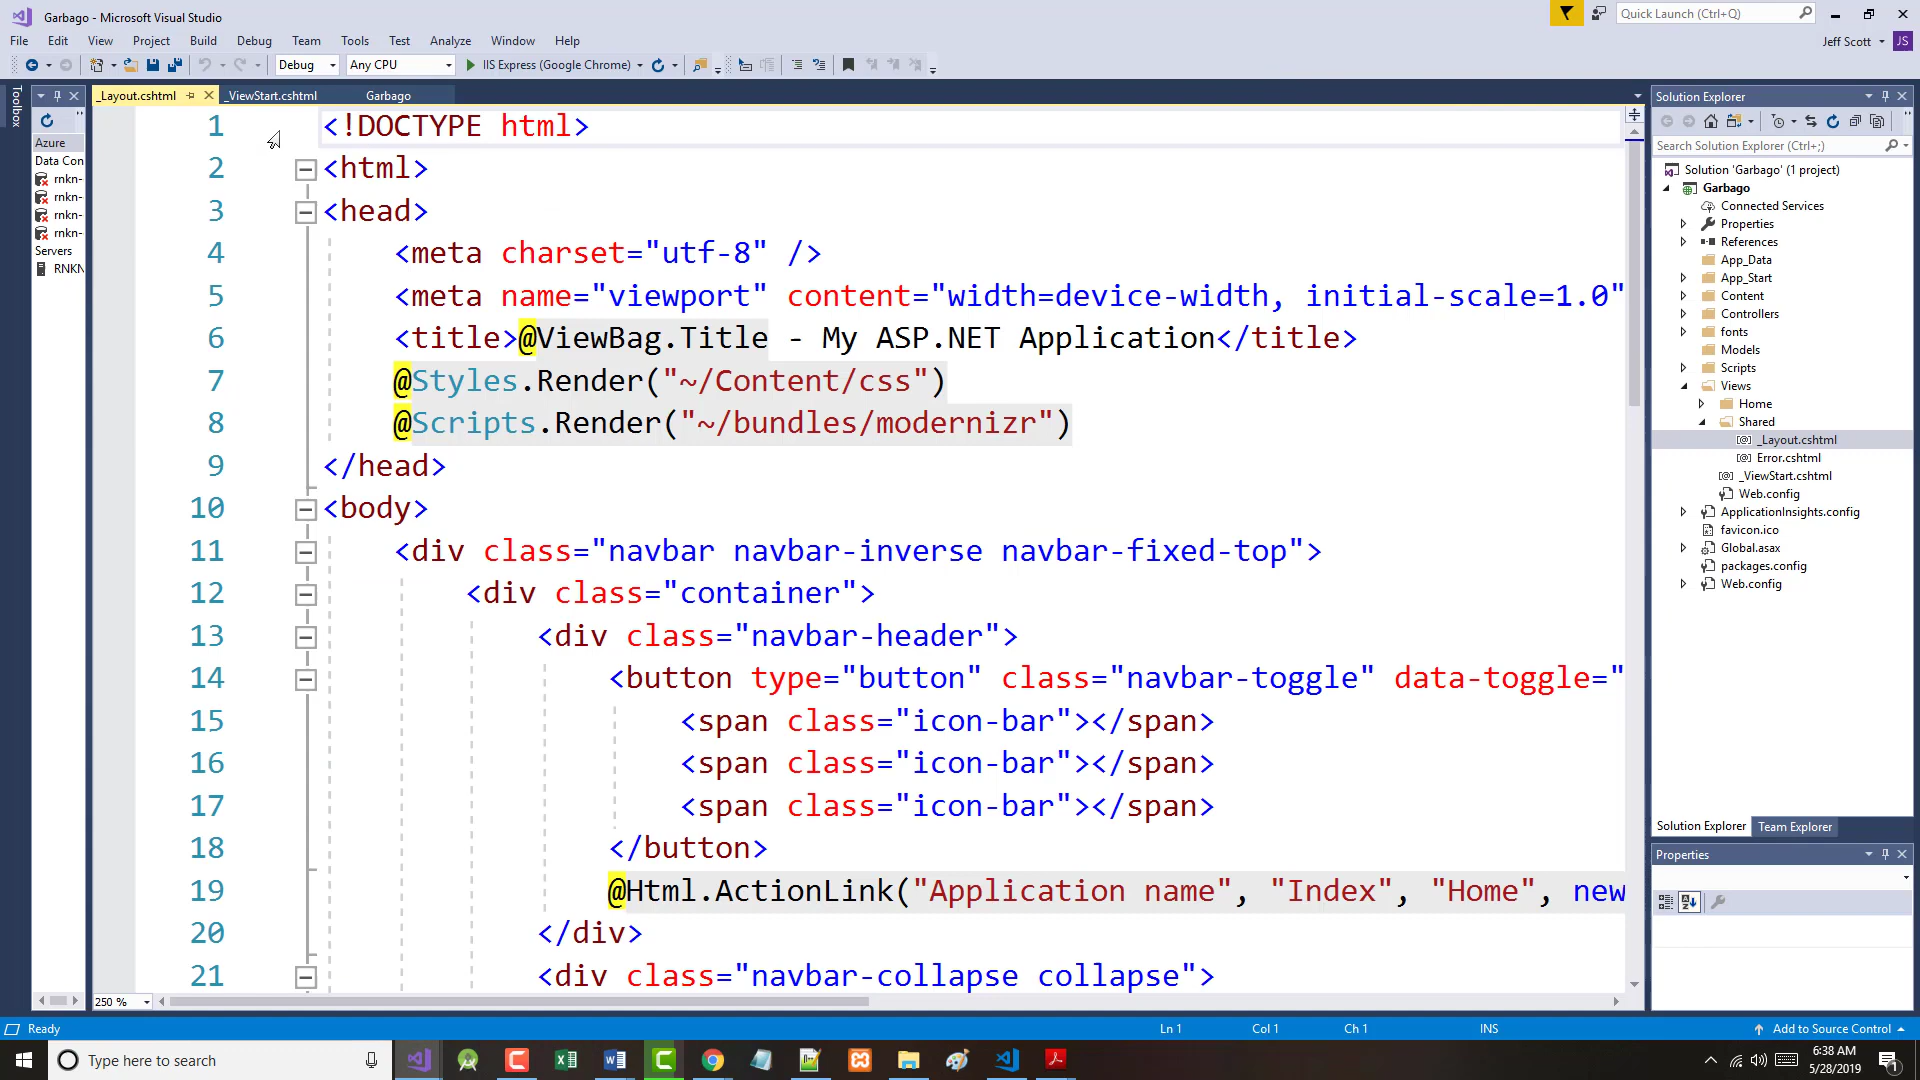 Garbago - Microsoft Visual Studio
Quick Launch (Ctrl+Q)
File Edit View Project Build Debug Team Tools Test Analyze Window Help
Jeff Scott JS
Debug Any CPU IIS Express (Google Chrome)
Toolbox
_Layout.cshtml _ViewStart.cshtml Garbago
Azure
Data Con
rnkn-
rnkn-
rnkn-
rnkn-
Servers
RNKN
1 <!DOCTYPE html>
2 <html>
3 <head>
4 <meta charset="utf-8" />
5 <meta name="viewport" content="width=device-width, initial-scale=1.0"
6 <title>@ViewBag.Title - My ASP.NET Application</title>
7 @Styles.Render("~/Content/css")
8 @Scripts.Render("~/bundles/modernizr")
9 </head>
10 <body>
11 <div class="navbar navbar-inverse navbar-fixed-top">
12 <div class="container">
13 <div class="navbar-header">
14 <button type="button" class="navbar-toggle" data-toggle="
15 <span class="icon-bar"></span>
16 <span class="icon-bar"></span>
17 <span class="icon-bar"></span>
18 </button>
19 @Html.ActionLink("Application name", "Index", "Home", new
20 </div>
21 <div class="navbar-collapse collapse">
250 %
Solution Explorer
Search Solution Explorer (Ctrl+;)
Solution 'Garbago' (1 project)
Garbago
Connected Services
Properties
References
App_Data
App_Start
Content
Controllers
fonts
Models
Scripts
Views
Home
Shared
_Layout.cshtml
Error.cshtml
_ViewStart.cshtml
Web.config
ApplicationInsights.config
favicon.ico
Global.asax
packages.config
Web.config
Solution Explorer Team Explorer
Properties
Ready Ln 1 Col 1 Ch 1 INS Add to Source Control
Type here to search
6:38 AM
5/28/2019
1